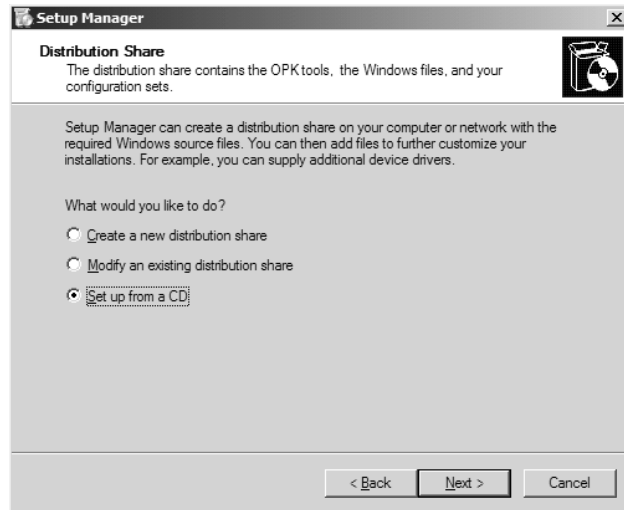 Setup Manager
Distribution Share
The distribution share contains the OPK tools, the Windows files, and your
configuration sets.
Setup Manager can create a distribution share on your computer or network with the
required Windows source files. You can then add files to further customize your
installations. For example, you can supply additional device drivers.
What would you like to do?
Create a new distribution share
Modify an existing distribution share
Set up from a CD
< Back Next > Cancel